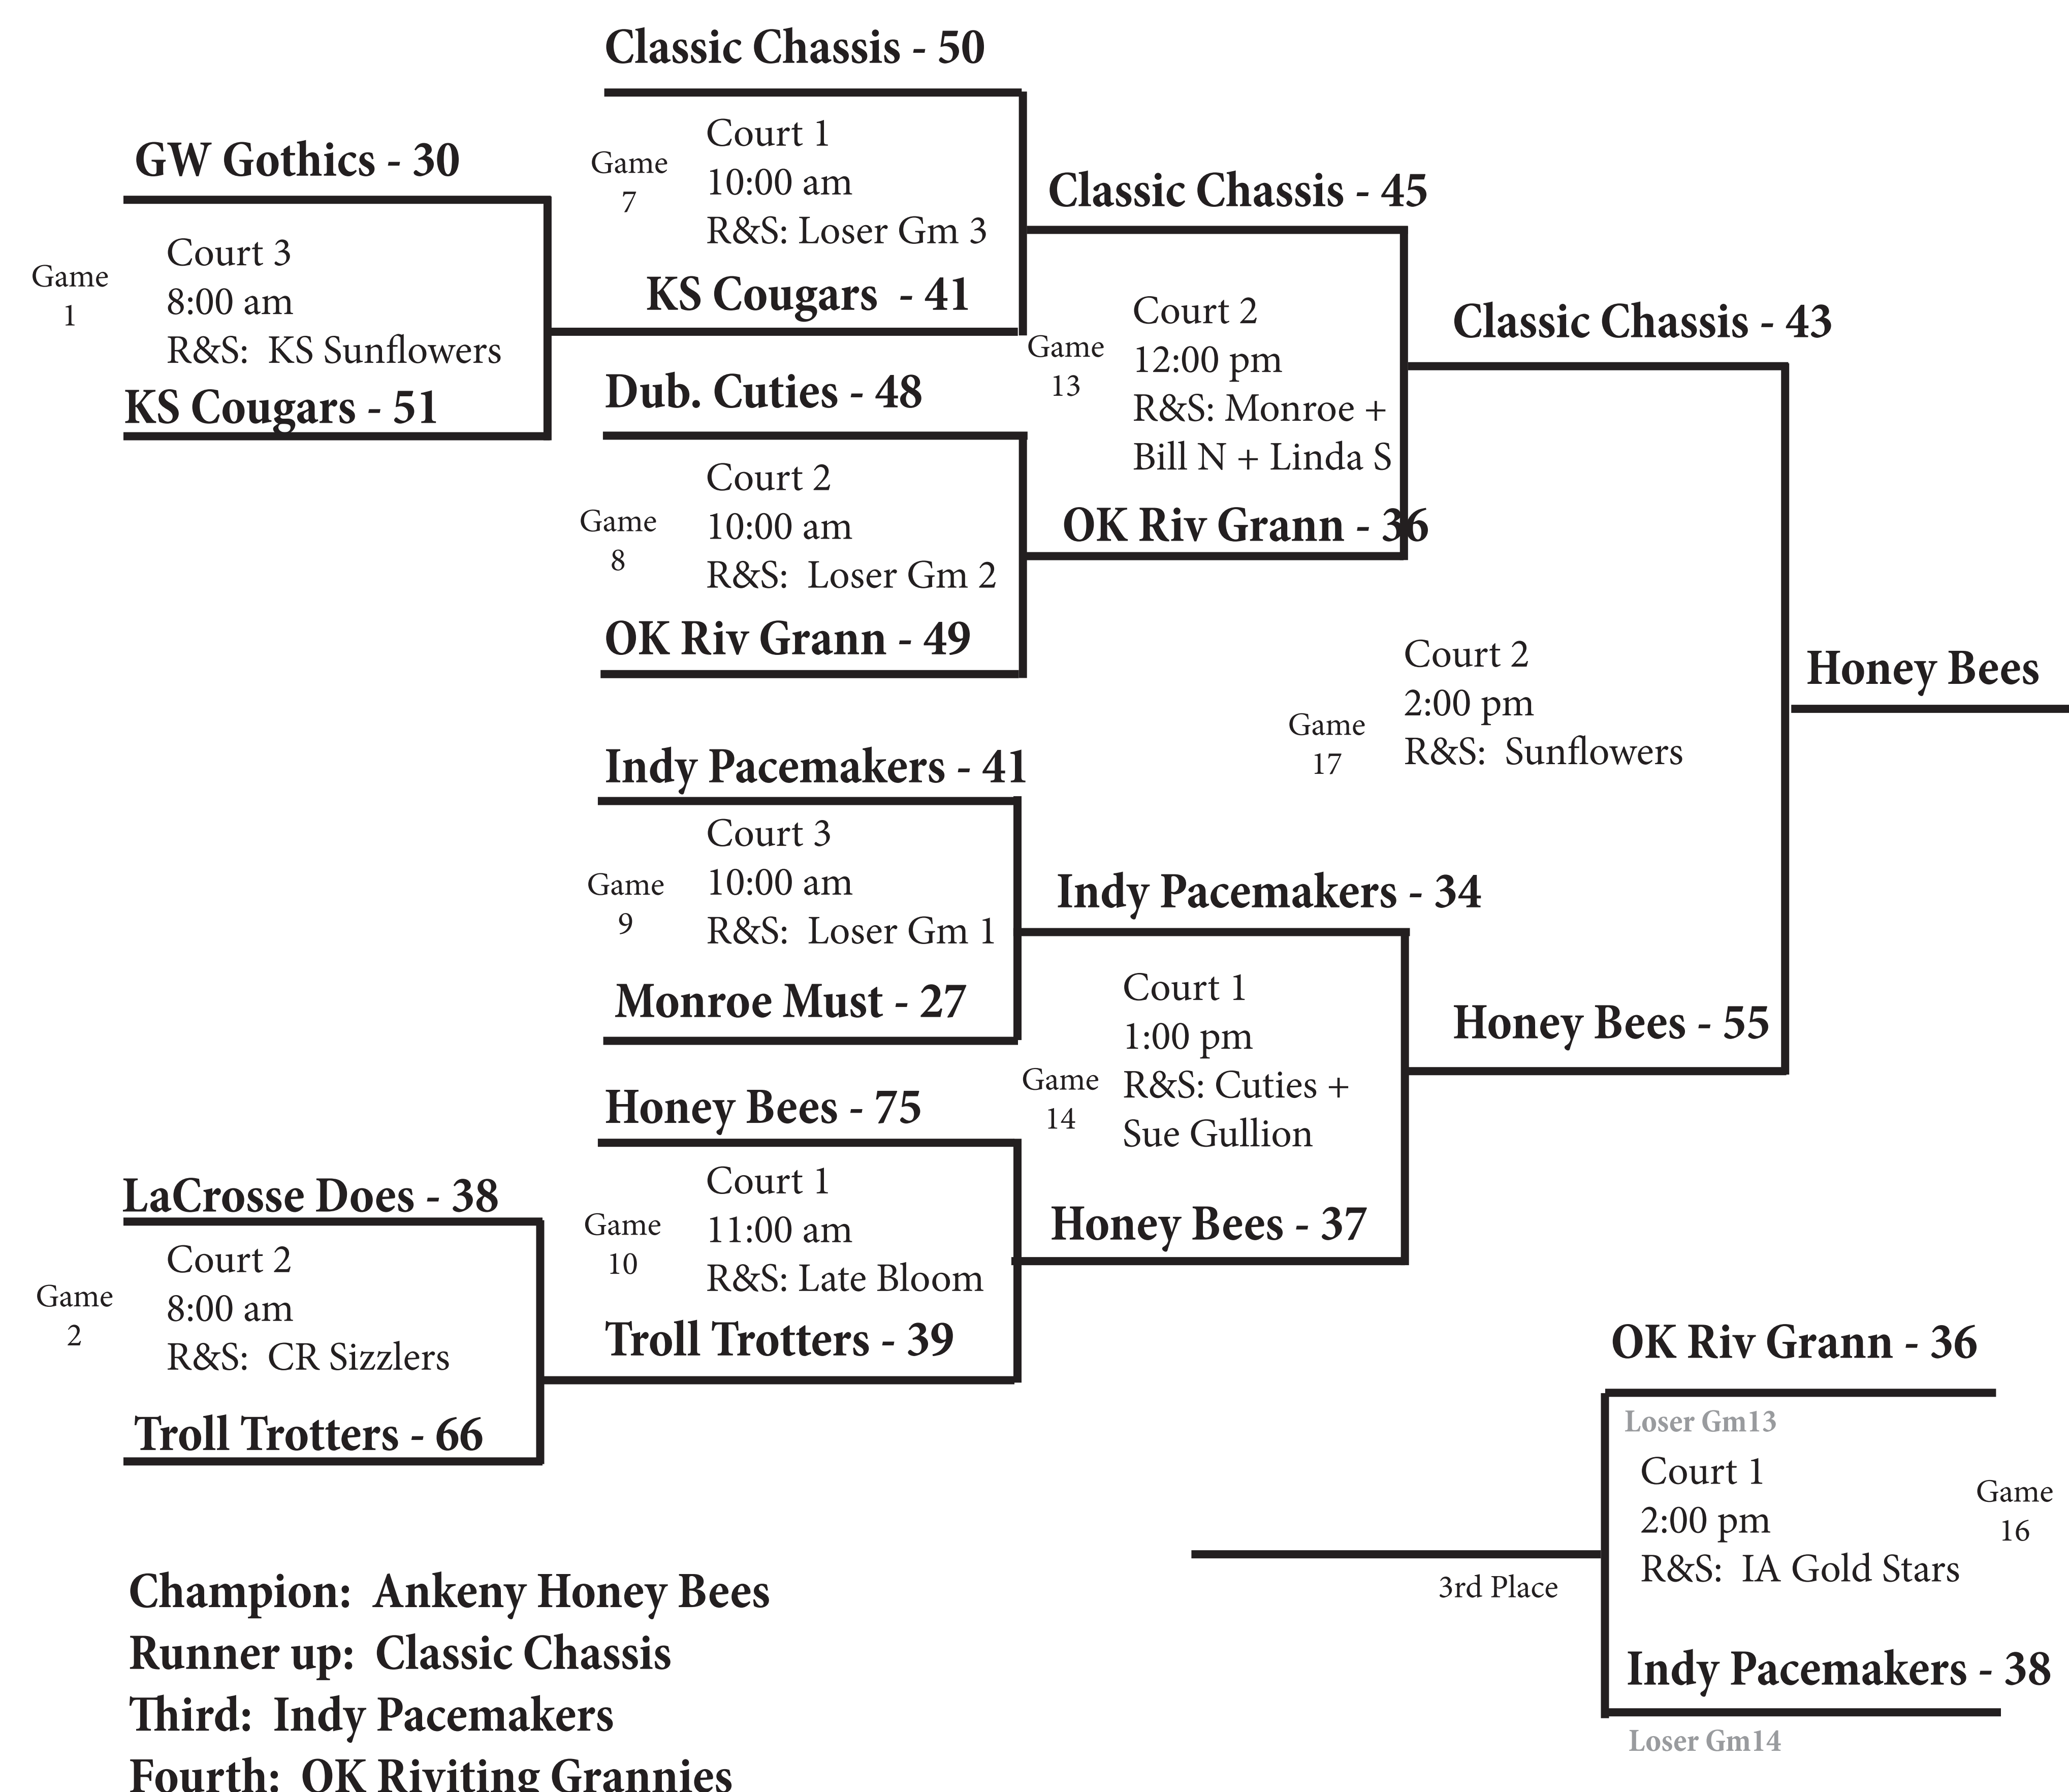 Classic Chassis - 50
Court 1
10:00 am
R&S: Loser Gm 3
Game
7
KS Cougars - 41
GW Gothics - 30
Court 3
8:00 am
R&S: KS Sunflowers
Game
1
KS Cougars - 51
Classic Chassis - 45
Court 2
12:00 pm
R&S: Monroe +
Bill N + Linda S
Game
13
OK Riv Grann - 36
Dub. Cuties - 48
Court 2
10:00 am
R&S: Loser Gm 2
Game
8
OK Riv Grann - 49
Classic Chassis - 43
Court 2
2:00 pm
R&S: Sunflowers
Game
17
Honey Bees
Indy Pacemakers - 41
Court 3
10:00 am
R&S: Loser Gm 1
Game
9
Monroe Must - 27
Indy Pacemakers - 34
Court 1
1:00 pm
R&S: Cuties +
Sue Gullion
Game
14
Honey Bees - 37
Honey Bees - 55
Honey Bees - 75
Court 1
11:00 am
R&S: Late Bloom
Game
10
Troll Trotters - 39
LaCrosse Does - 38
Court 2
8:00 am
R&S: CR Sizzlers
Game
2
Troll Trotters - 66
OK Riv Grann - 36
Loser Gm13
Court 1
2:00 pm
R&S: IA Gold Stars
Game
16
3rd Place
Indy Pacemakers - 38
Loser Gm14
Champion: Ankeny Honey Bees
Runner up: Classic Chassis
Third: Indy Pacemakers
Fourth: OK Riviting Grannies